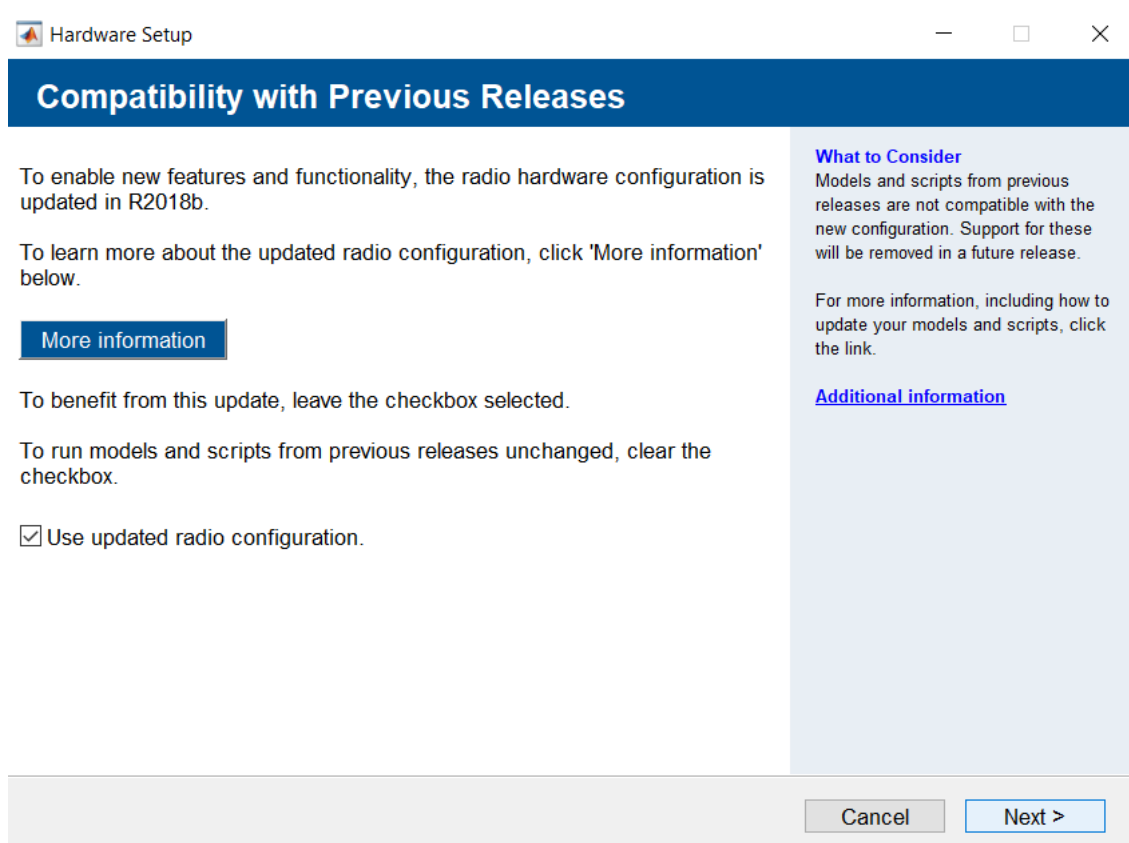 Hardware Setup
Compatibility with Previous Releases
To enable new features and functionality, the radio hardware configuration is
updated in R2018b.
To learn more about the updated radio configuration, click 'More information'
below.
More information
To benefit from this update, leave the checkbox selected.
To run models and scripts from previous releases unchanged, clear the
checkbox.
Use updated radio configuration.
What to Consider
Models and scripts from previous
releases are not compatible with the
new configuration. Support for these
will be removed in a future release.
For more information, including how to
update your models and scripts, click
the link.
Additional information
Cancel
Next >